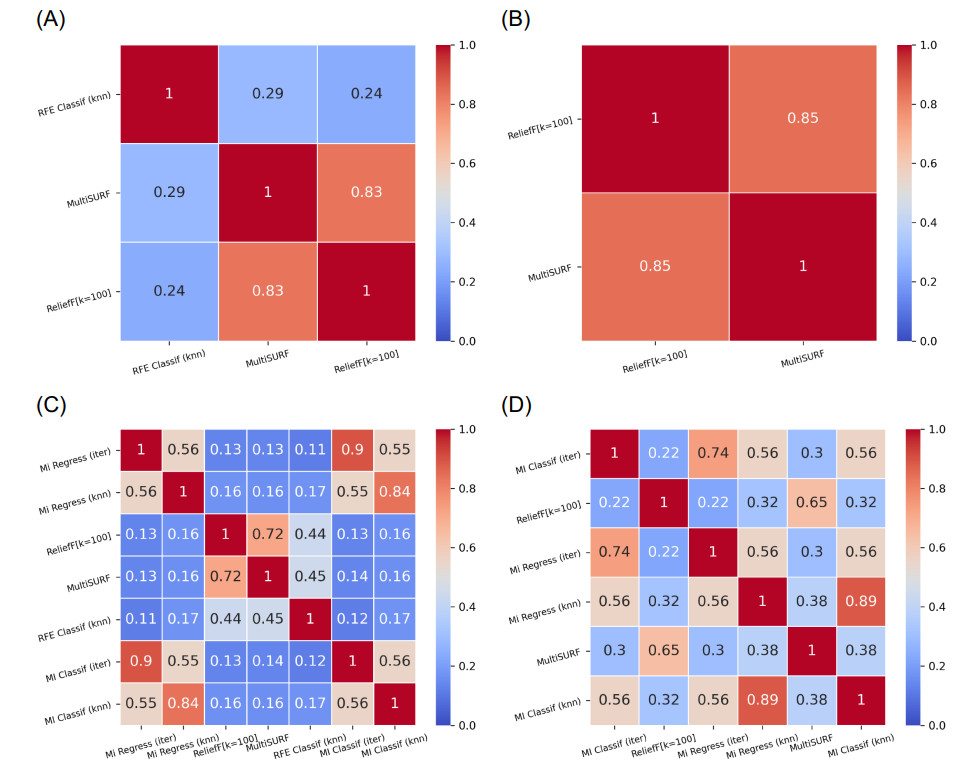 (A)
(B)
1.0
0.8
0.6
0.4
0.2
0.0
RFE Classif (knn) 1 0.29 0.24
MultiSURF 0.29 1 0.83
ReliefF[k=100] 0.24 0.83 1
RFE Classif (knn) MultiSURF ReliefF[k=100]
1.0
0.8
0.6
0.4
0.2
0.0
ReliefF[k=100] 1 0.85
MultiSURF 0.85 1
ReliefF[k=100] MultiSURF
(C)
(D)
1.0
0.8
0.6
0.4
0.2
0.0
MI Regress (iter) 1 0.56 0.13 0.13 0.11 0.9 0.55
MI Regress (knn) 0.56 1 0.16 0.16 0.17 0.55 0.84
ReliefF[k=100] 0.13 0.16 1 0.72 0.44 0.13 0.16
MultiSURF 0.13 0.16 0.72 1 0.45 0.14 0.16
RFE Classif (knn) 0.11 0.17 0.44 0.45 1 0.12 0.17
MI Classif (iter) 0.9 0.55 0.13 0.14 0.12 1 0.56
MI Classif (knn) 0.55 0.84 0.16 0.16 0.17 0.56 1
MI Regress (iter) MI Regress (knn) ReliefF[k=100] MultiSURF RFE Classif (knn) MI Classif (iter) MI Classif (knn)
1.0
0.8
0.6
0.4
0.2
0.0
MI Classif (iter) 1 0.22 0.74 0.56 0.3 0.56
ReliefF[k=100] 0.22 1 0.22 0.32 0.65 0.32
MI Regress (iter) 0.74 0.22 1 0.56 0.3 0.56
MI Regress (knn) 0.56 0.32 0.56 1 0.38 0.89
MultiSURF 0.3 0.65 0.3 0.38 1 0.38
MI Classif (knn) 0.56 0.32 0.56 0.89 0.38 1
MI Classif (iter) ReliefF[k=100] MI Regress (iter) MI Regress (knn) MultiSURF MI Classif (knn)